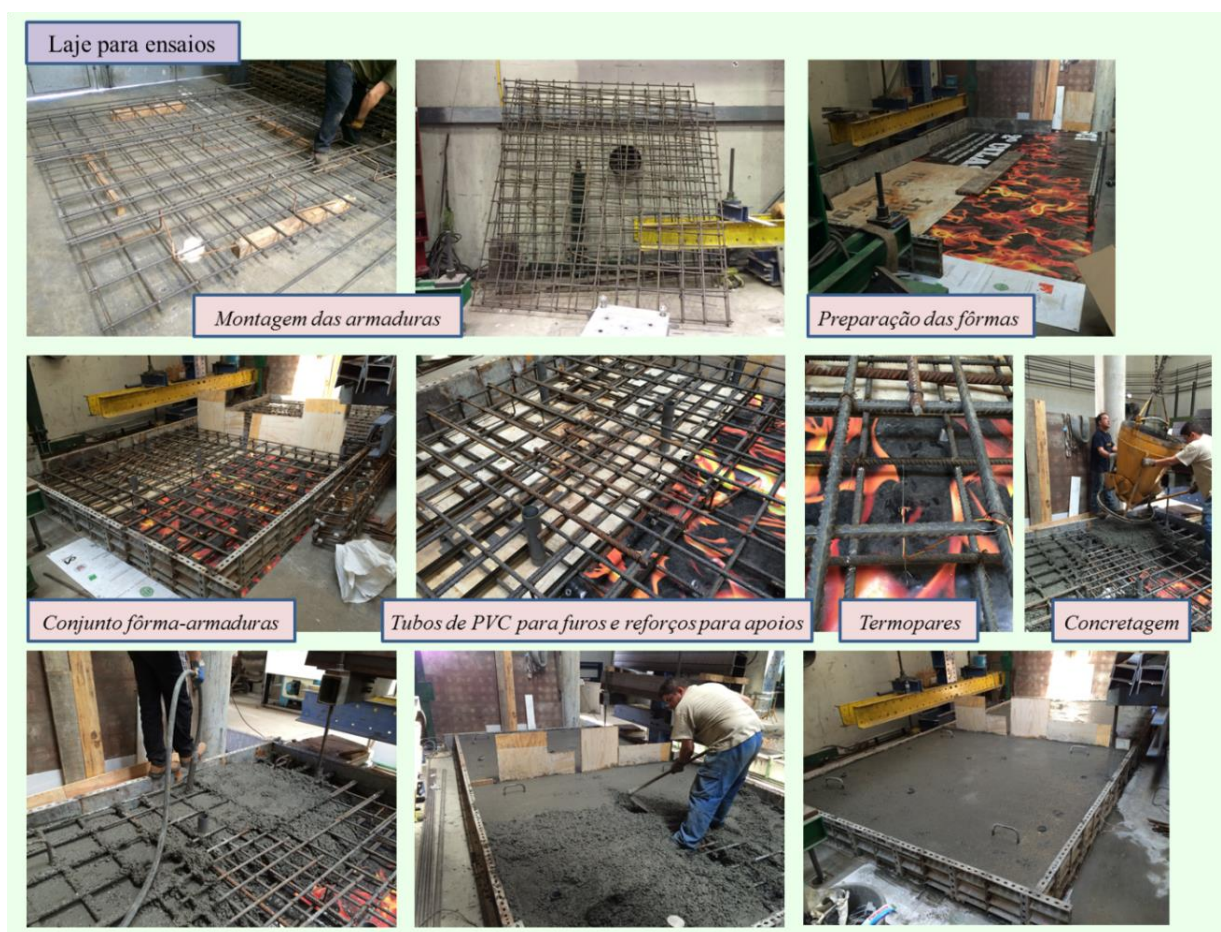 Laje para ensaios
Montagem das armaduras
Preparação das fôrmas
Conjunto fôrma-armaduras
Tubos de PVC para furos e reforços para apoios
Termopares
Concretagem